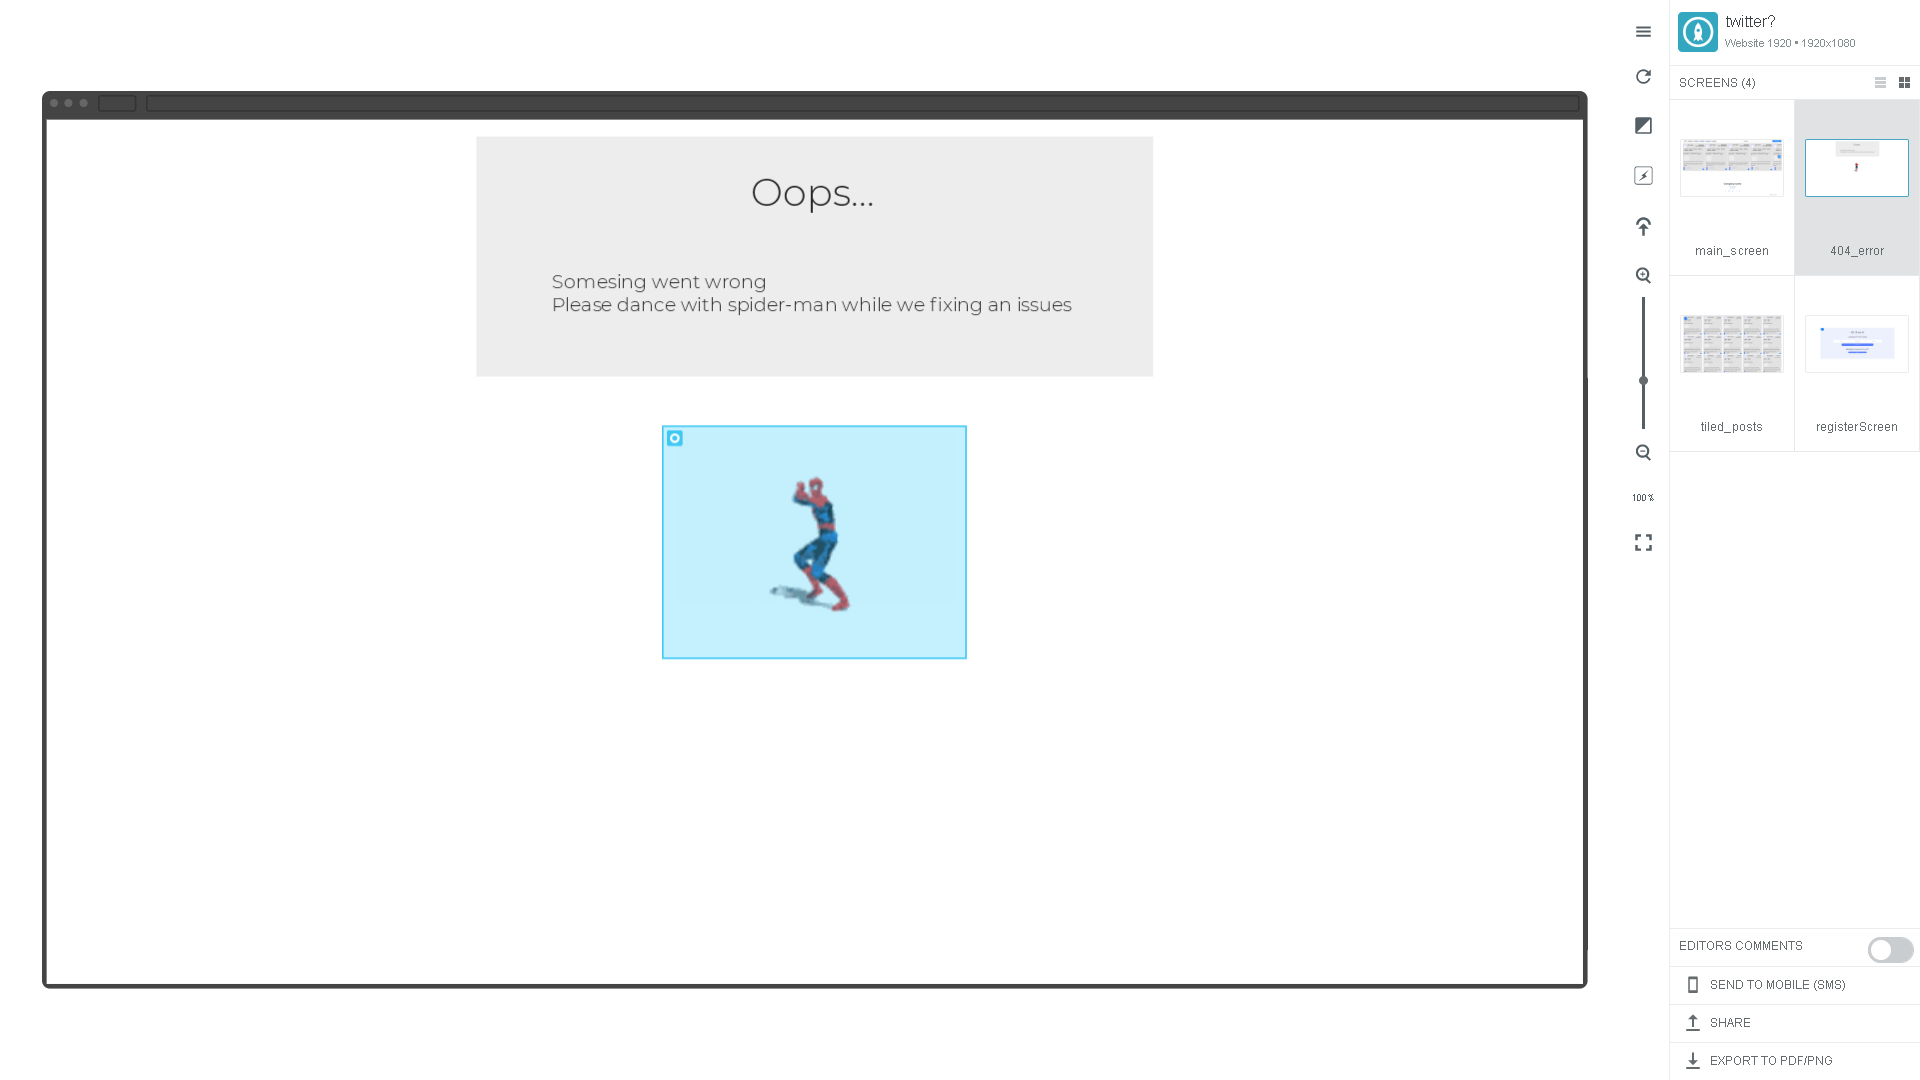 Oops...
Somesing went wrong
Please dance with spider-man while we fixing an issues
100%
twitter?
Website 1920 • 1920x1080
SCREENS (4)
main_screen
404_error
tiled_posts
registerScreen
EDITORS COMMENTS
SEND TO MOBILE (SMS)
SHARE
EXPORT TO PDF/PNG